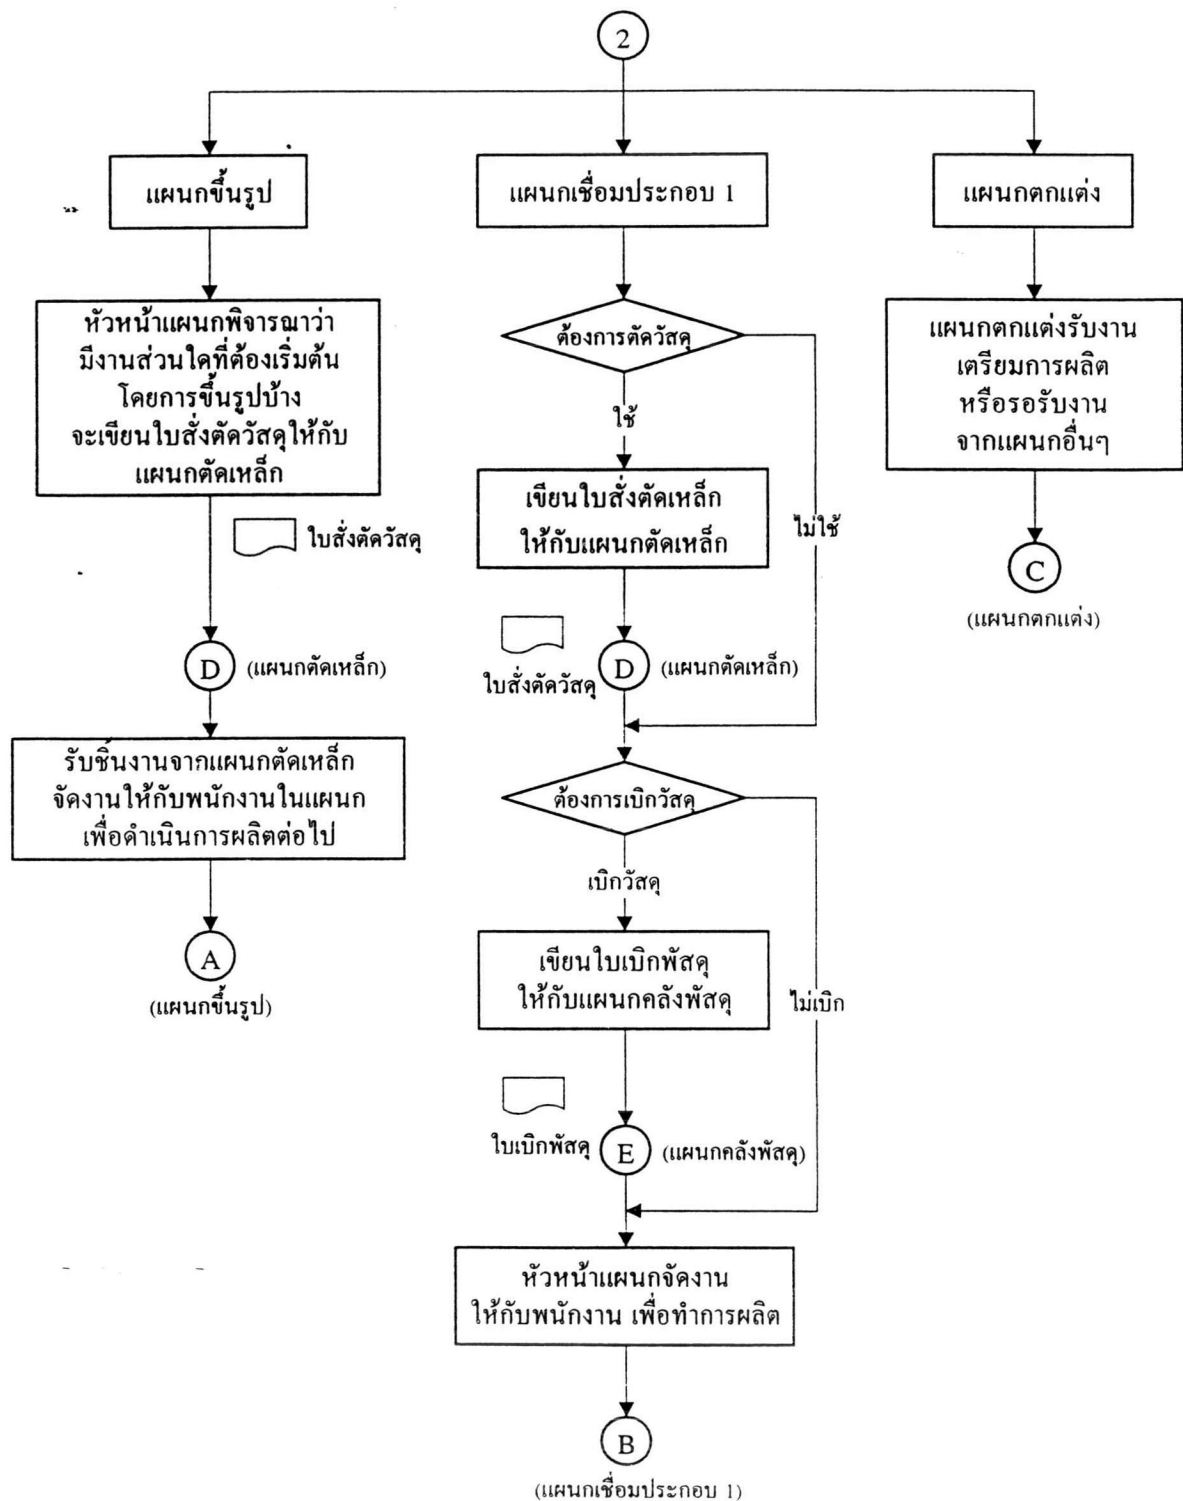 2
แผนกขึ้นรูป
แผนกเชื่อมประกอบ 1
แผนกตกแต่ง
หัวหน้าแผนกพิจารณาว่า
มีงานส่วนใดที่ต้องเริ่มต้น
โดยการขึ้นรูปบ้าง
จะเขียนใบสั่งตัดวัสดุให้กับ
แผนกตัดเหล็ก
ใบสั่งตัดวัสดุ
D
(แผนกตัดเหล็ก)
รับชิ้นงานจากแผนกตัดเหล็ก
จัดงานให้กับพนักงานในแผนก
เพื่อดำเนินการผลิตต่อไป
A
(แผนกขึ้นรูป)
ต้องการตัดวัสดุ
ใช้
ไม่ใช้
เขียนใบสั่งตัดเหล็ก
ให้กับแผนกตัดเหล็ก
ใบสั่งตัดวัสดุ
D
(แผนกตัดเหล็ก)
ต้องการเบิกวัสดุ
เบิกวัสดุ
ไม่เบิก
เขียนใบเบิกพัสดุ
ให้กับแผนกคลังพัสดุ
ใบเบิกพัสดุ
E
(แผนกคลังพัสดุ)
หัวหน้าแผนกจัดงาน
ให้กับพนักงาน เพื่อทำการผลิต
B
(แผนกเชื่อมประกอบ 1)
แผนกตกแต่งรับงาน
เตรียมการผลิต
หรือรอรับงาน
จากแผนกอื่นๆ
C
(แผนกตกแต่ง)